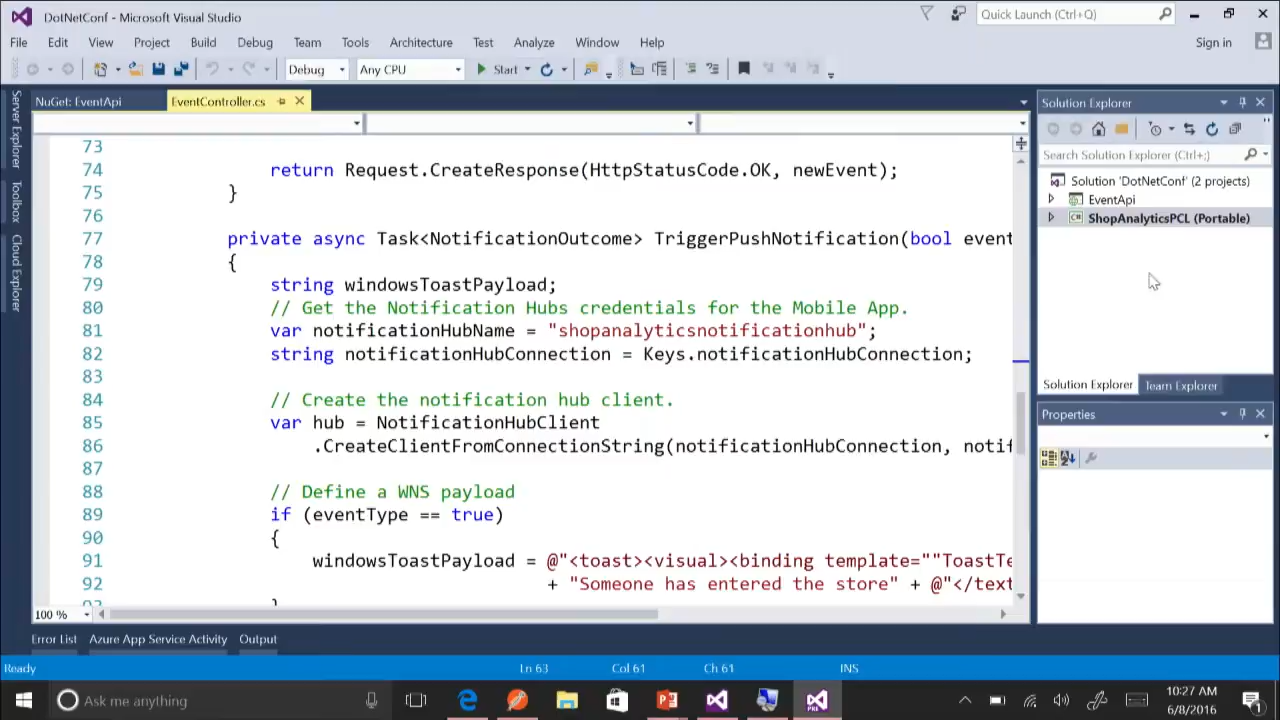 DotNetConf - Microsoft Visual Studio
Quick Launch (Ctrl+Q)
File Edit View Project Build Debug Team Tools Architecture Test Analyze Window Help
Sign in
Debug Any CPU Start
NuGet: EventApi
EventController.cs
Server Explorer
Toolbox
Cloud Explorer
73
74 return Request.CreateResponse(HttpStatusCode.OK, newEvent);
75 }
76
77 private async Task<NotificationOutcome> TriggerPushNotification(bool event
78 {
79 string windowsToastPayload;
80 // Get the Notification Hubs credentials for the Mobile App.
81 var notificationHubName = "shopanalyticsnotificationhub";
82 string notificationHubConnection = Keys.notificationHubConnection;
83
84 // Create the notification hub client.
85 var hub = NotificationHubClient
86 .CreateClientFromConnectionString(notificationHubConnection, notif
87
88 // Define a WNS payload
89 if (eventType == true)
90 {
91 windowsToastPayload = @"<toast><visual><binding template=""ToastTe
92 + "Someone has entered the store" + @"</text
93 }
100 %
Solution Explorer
Search Solution Explorer (Ctrl+;)
Solution 'DotNetConf' (2 projects)
EventApi
ShopAnalyticsPCL (Portable)
Solution Explorer Team Explorer
Properties
Error List Azure App Service Activity Output
Ready Ln 63 Col 61 Ch 61 INS
Ask me anything
10:27 AM
6/8/2016